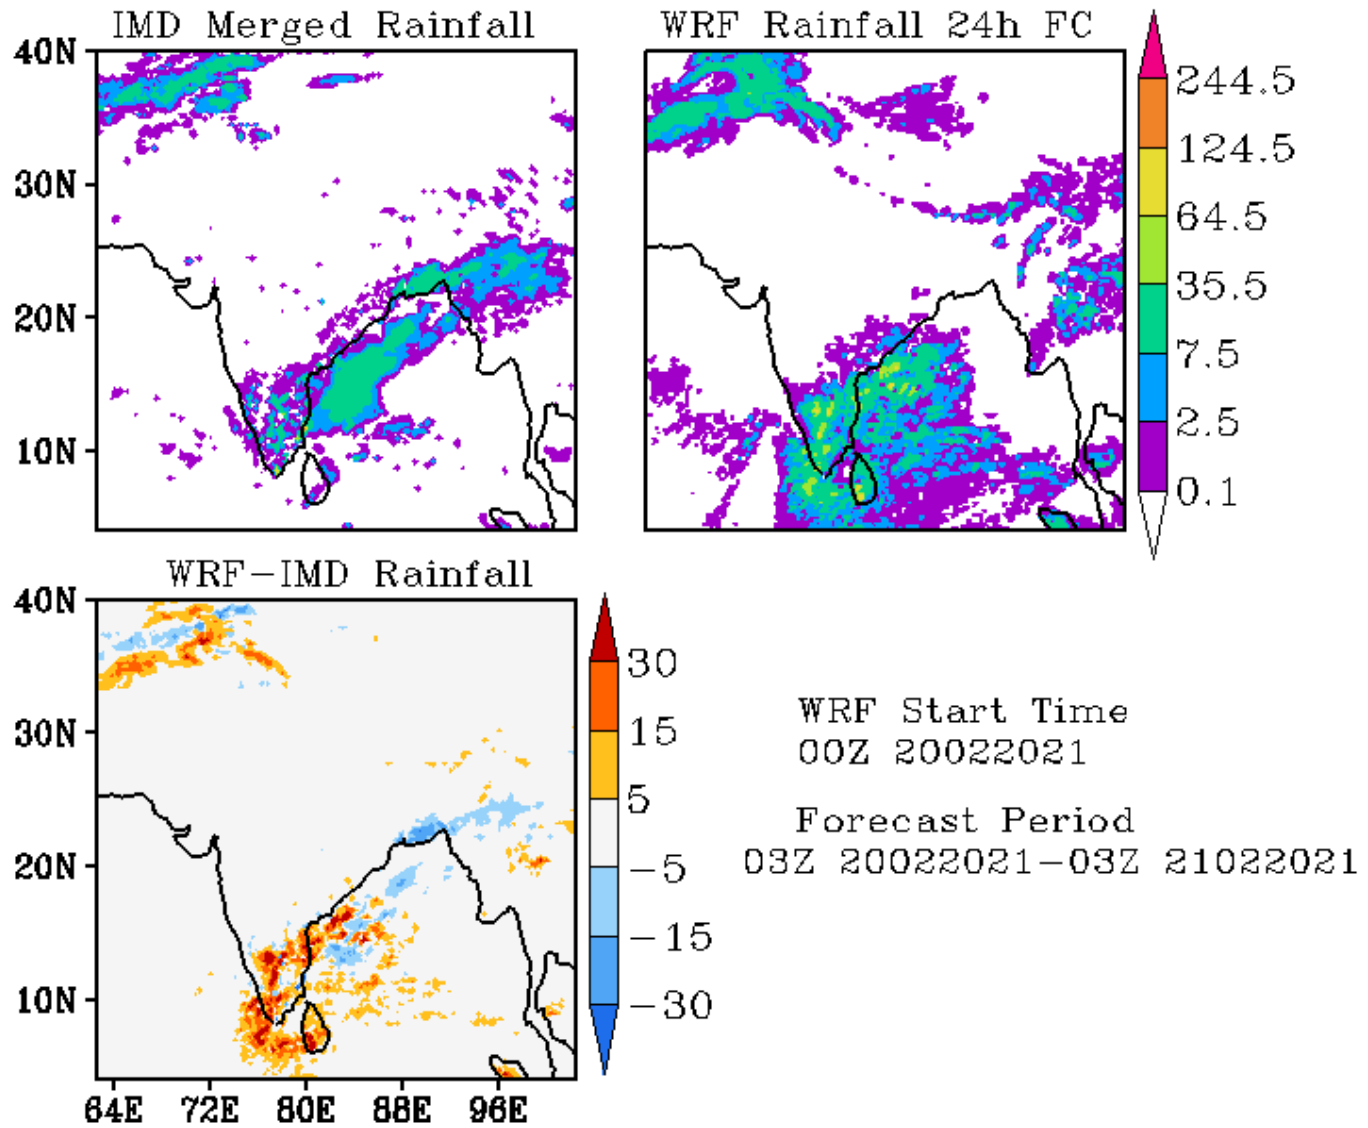 IMD Merged Rainfall
WRF Rainfall 24h FC
40N
30N
20N
10N
244.5
124.5
64.5
35.5
7.5
2.5
0.1
WRF-IMD Rainfall
40N
30N
20N
10N
64E 72E 80E 88E 96E
30
15
5
-5
-15
-30
WRF Start Time
00Z 20022021
Forecast Period
03Z 20022021-03Z 21022021